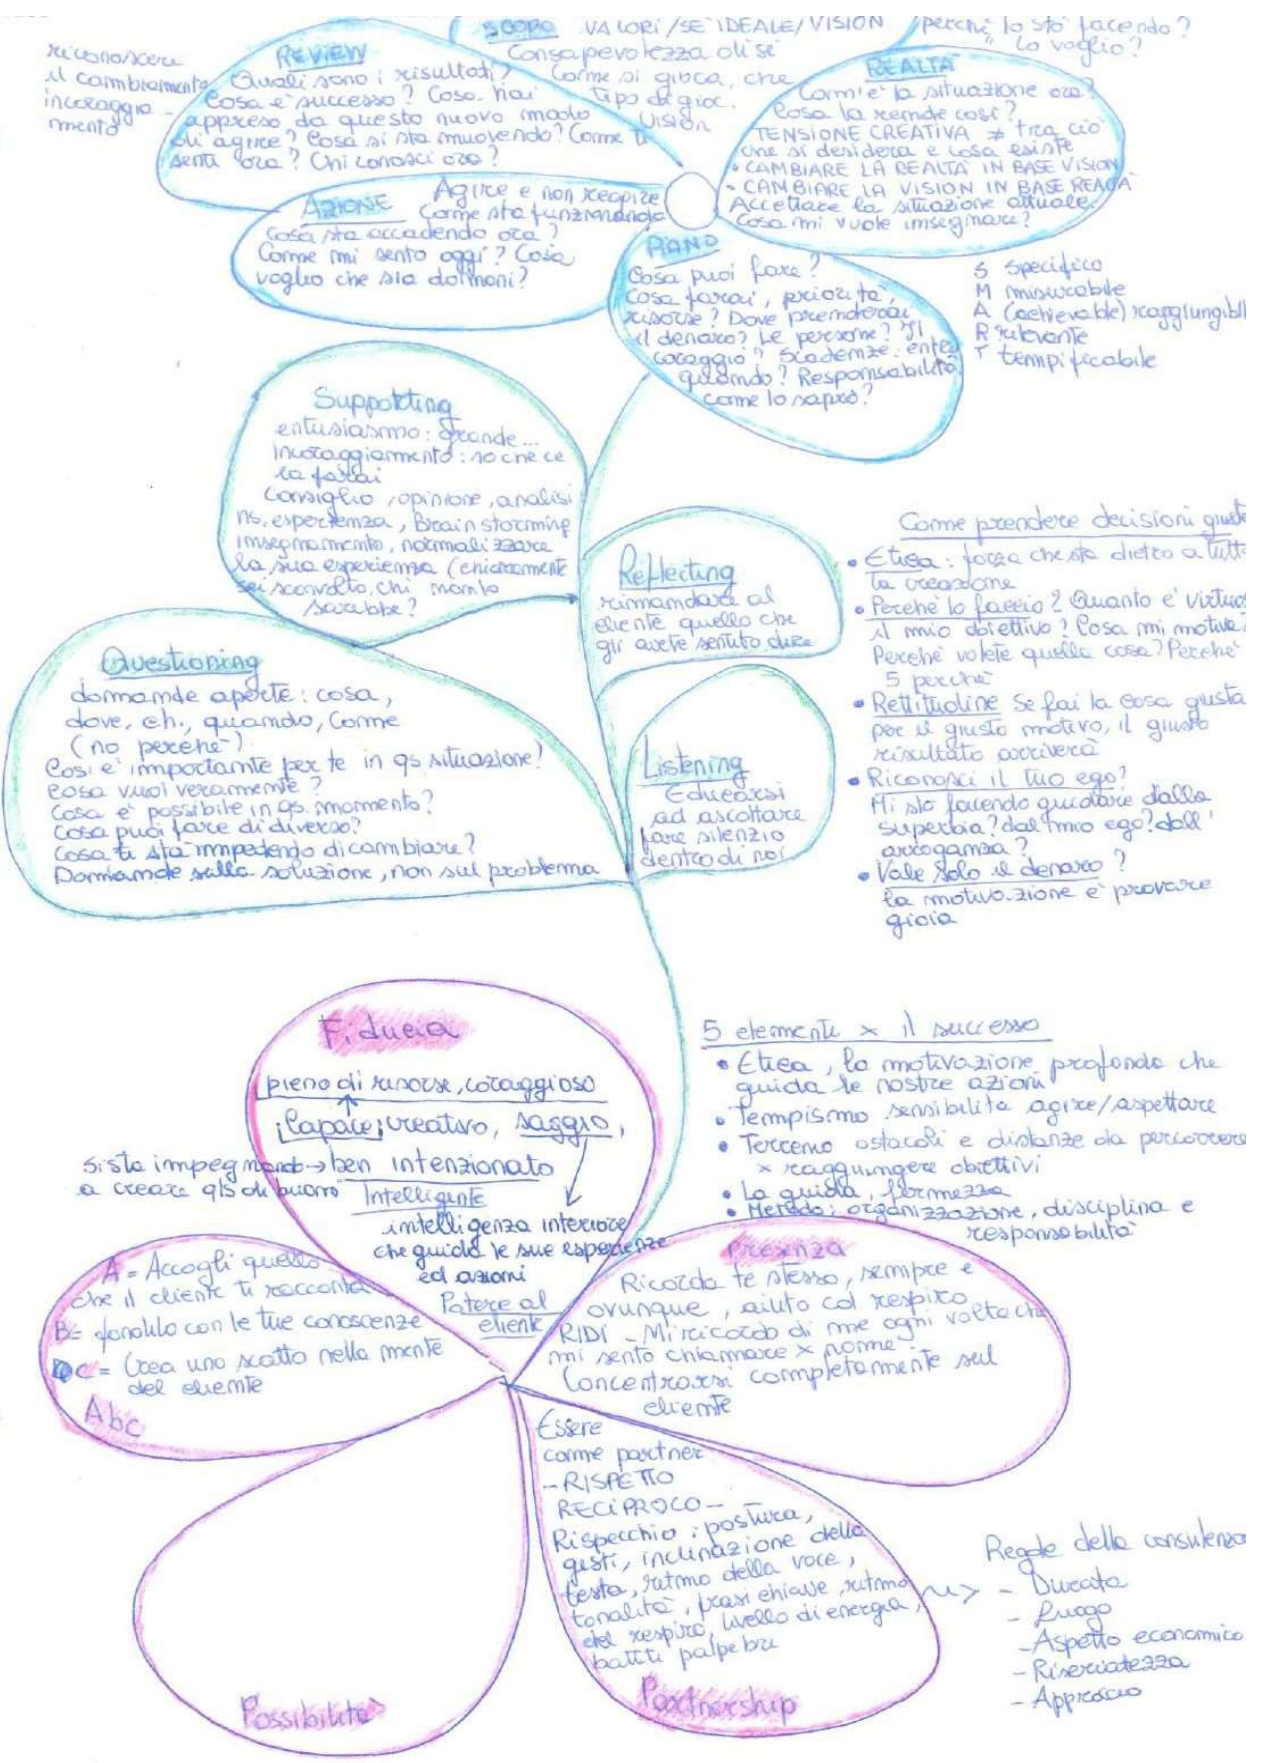 SCOPO VALORI/SE' IDEALE/VISION
Consapevolezza di sé
Come si gioca, che
tipo di gioc.
Vision
perchè lo sto facendo?
lo voglio?
riconoscere
il cambiamento
incoraggia-
mento
REVIEW
Quali sono i risultati?
Cosa è successo? Cosa hai
appreso da questo nuovo modo
di agire? Cosa si sta muovendo? Come ti
senti ora? Chi conosci ora?
REALTA'
Com'è la situazione ora?
Cosa la rende così?
TENSIONE CREATIVA ≠ tra ciò
che si desidera e cosa esiste
• CAMBIARE LA REALTA' IN BASE VISION
- CAMBIARE LA VISION IN BASE REALTA'
Accettare la situazione attuale
Cosa mi vuole insegnare?
AZIONE Agire e non reagire
Come sta funzionando
Cosa sta accadendo ora?
Come mi sento oggi? Cosa
voglio che sia domani?
PIANO
Cosa puoi fare?
Cosa farai, priorità,
risorse? Dove prenderai
il denaro? Le persone? Il
coraggio? Scadenze: entro
quando? Responsabilità
come lo saprò?
S specifico
M misurabile
A (achievable) raggiungibil
R rilevante
T tempificabile
Supporting
entusiasmo: grande...
incoraggiamento: so che ce
la farai
consiglio, opinione, analisi
ns. esperienza, Brain storming
insegnamento, normalizzare
la sua esperienza (chiaramente
sei sconvolto, chi non lo
sarebbe?
Reflecting
rimandare al
cliente quello che
gli avete sentito dire
Questioning
domande aperte: cosa,
dove, chi, quando, come
(no perchè)
Cos'è importante per te in qs situazione?
Cosa vuoi veramente?
Cosa è possibile in qs. momento?
Cosa puoi fare di diverso?
Cosa ti sta impedendo di cambiare?
Domande sulla soluzione, non sul problema
Listening
Educarsi
ad ascoltare
fare silenzio
dentro di noi
Come prendere decisioni giuste
• Etica: forza che sta dietro a tutta
la creazione
• Perchè lo faccio? Quanto è virtuos
il mio obiettivo? Cosa mi motiva?
Perchè volete quella cosa? Perchè
5 perchè
• Rettitudine Se fai la cosa giusta
per il giusto motivo, il giusto
risultato arriverà
• Riconosci il tuo ego?
Mi sto facendo guidare dalla
superbia? dal mio ego? dall'
arroganza?
• Vale solo il denaro?
la motivazione è provare
gioia
Fiducia
pieno di risorse, coraggioso
Capace, creativo, saggio,
si sta impegnando → ben intenzionato
a creare qls di buono
Intelligente
intelligenza interiore
che guida le sue esperienze
ed azioni
Potere al
cliente
5 elementi x il successo
• Etica, la motivazione profonda che
guida le nostre azioni
• Tempismo sensibilità agire/aspettare
• Terreno ostacoli e distanze da percorrere
x raggiungere obiettivi
• La guida, fermezza
• Metodo: organizzazione, disciplina e
responsabilità
A = Accogli quello
che il cliente ti racconta
B = fondilo con le tue conoscenze
C = Crea uno scatto nella mente
del cliente
Abc
Presenza
Ricorda te stesso, sempre e
ovunque, aiuto col respiro
RIDI - Mi ricordo di me ogni volta che
mi sento chiamare x nome.
Concentrarsi completamente sul
cliente
Essere
come partner
- RISPETTO
RECIPROCO -
Rispecchio: postura,
gesti, inclinazione della
testa, ritmo della voce,
tonalità, frasi chiave, ritmo
del respiro, livello di energia,
battiti palpebre
Partnership
Possibilità
Regole della consulenza
- Durata
- Luogo
- Aspetto economico
- Riservatezza
- Approccio